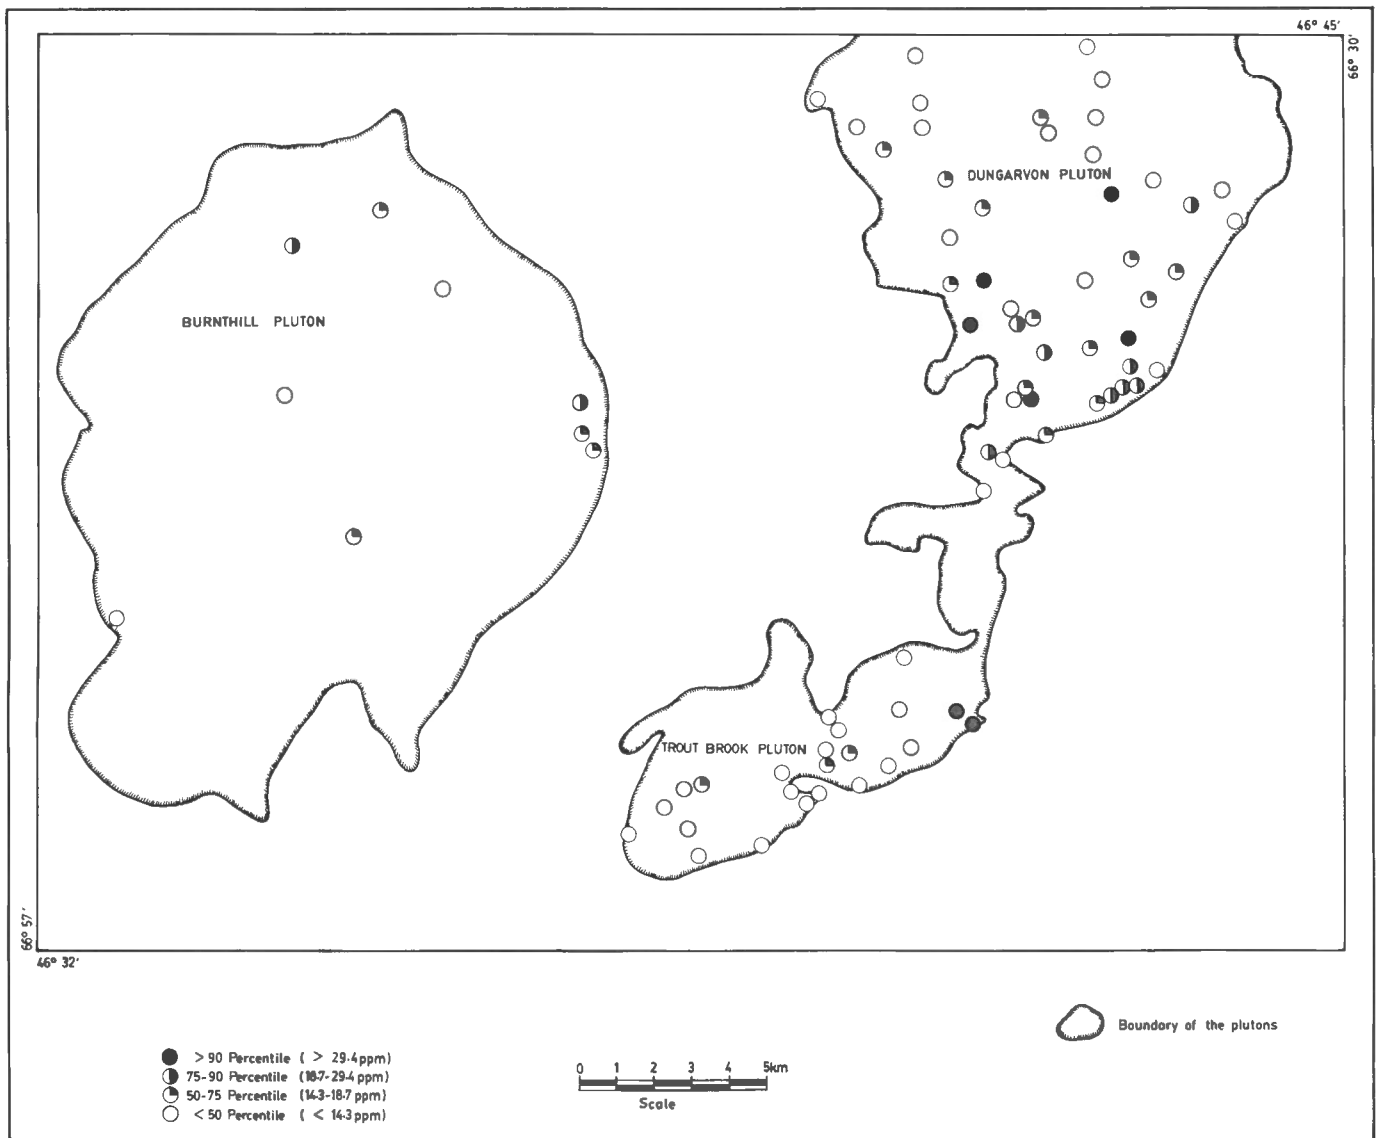 46° 45'
66° 30'
DUNGARVON PLUTON
BURNTHILL PLUTON
TROUT BROOK PLUTON
66° 57'
46° 32'
Boundary of the plutons
> 90 Percentile ( > 29.4 ppm)
75-90 Percentile (18.7-29.4 ppm)
50-75 Percentile (14.3-18.7 ppm)
< 50 Percentile ( < 14.3 ppm)
0 1 2 3 4 5km
Scale